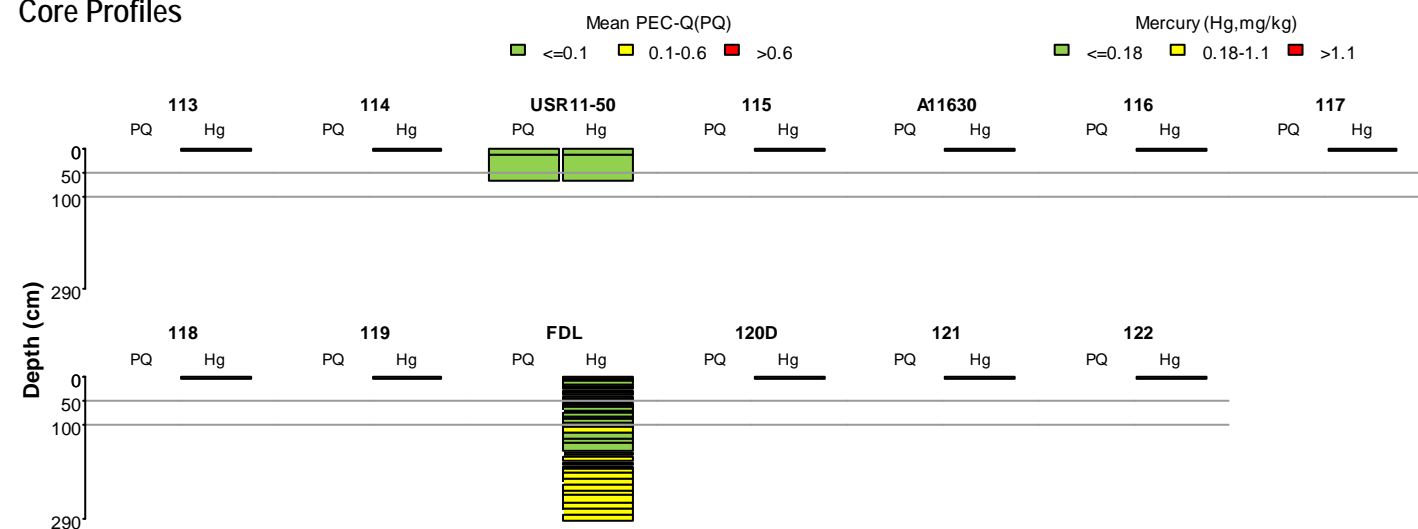 Core Profiles
Mean PEC-Q(PQ) Mercury (Hg,mg/kg)
<=0.1 0.1-0.6 >0.6 <=0.18 0.18-1.1 >1.1
113 114 USR11-50 115 A11630 116 117
PQ Hg PQ Hg PQ Hg PQ Hg PQ Hg PQ Hg PQ Hg
0
50
100
290
Depth (cm)
118 119 FDL 120D 121 122
PQ Hg PQ Hg PQ Hg PQ Hg PQ Hg PQ Hg
0
50
100
290